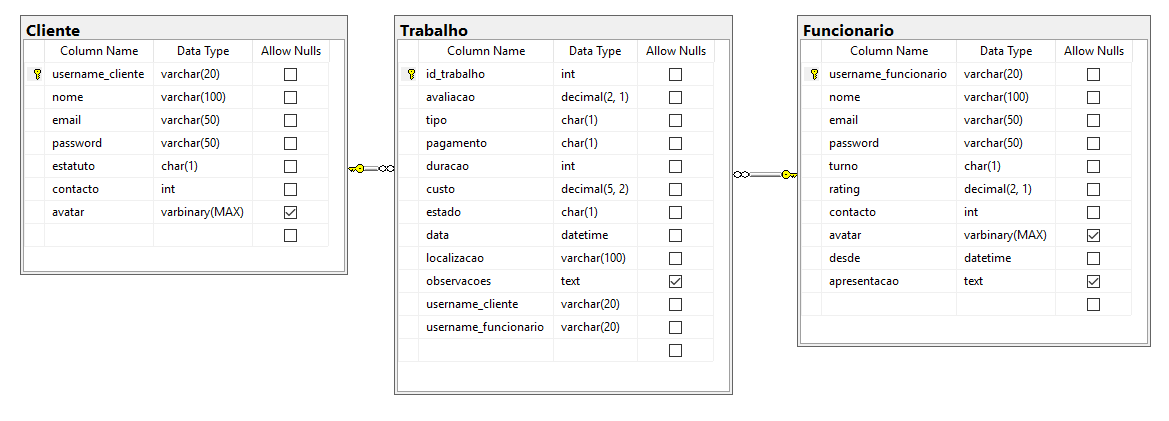 Cliente
Column Name Data Type Allow Nulls
username_cliente varchar(20)
nome varchar(100)
email varchar(50)
password varchar(50)
estatuto char(1)
contacto int
avatar varbinary(MAX)
Trabalho
Column Name Data Type Allow Nulls
id_trabalho int
avaliacao decimal(2, 1)
tipo char(1)
pagamento char(1)
duracao int
custo decimal(5, 2)
estado char(1)
data datetime
localizacao varchar(100)
observacoes text
username_cliente varchar(20)
username_funcionario varchar(20)
Funcionario
Column Name Data Type Allow Nulls
username_funcionario varchar(20)
nome varchar(100)
email varchar(50)
password varchar(50)
turno char(1)
rating decimal(2, 1)
contacto int
avatar varbinary(MAX)
desde datetime
apresentacao text